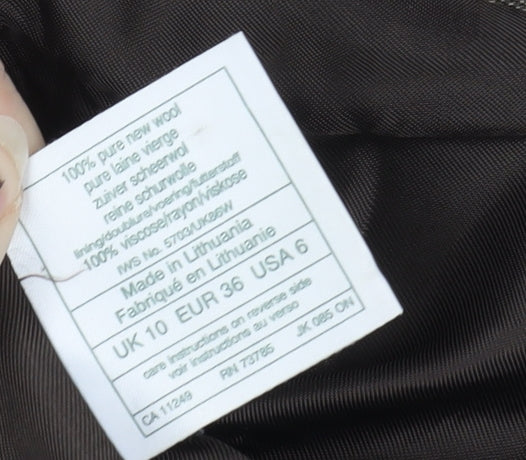 100% pure new wool
pure laine vierge
zuiver scheerwol
reine schurwolle
lining/doublure/voering/futterstoff
100% viscose/rayon/viskose
IWS No. 5703/UK86W
Made in Lithuania
Fabriqué en Lithuanie
UK 10 EUR 36 USA 6
care instructions on reverse side
voir instructions au verso
CA 11249 RN 73785 JK 085 ON